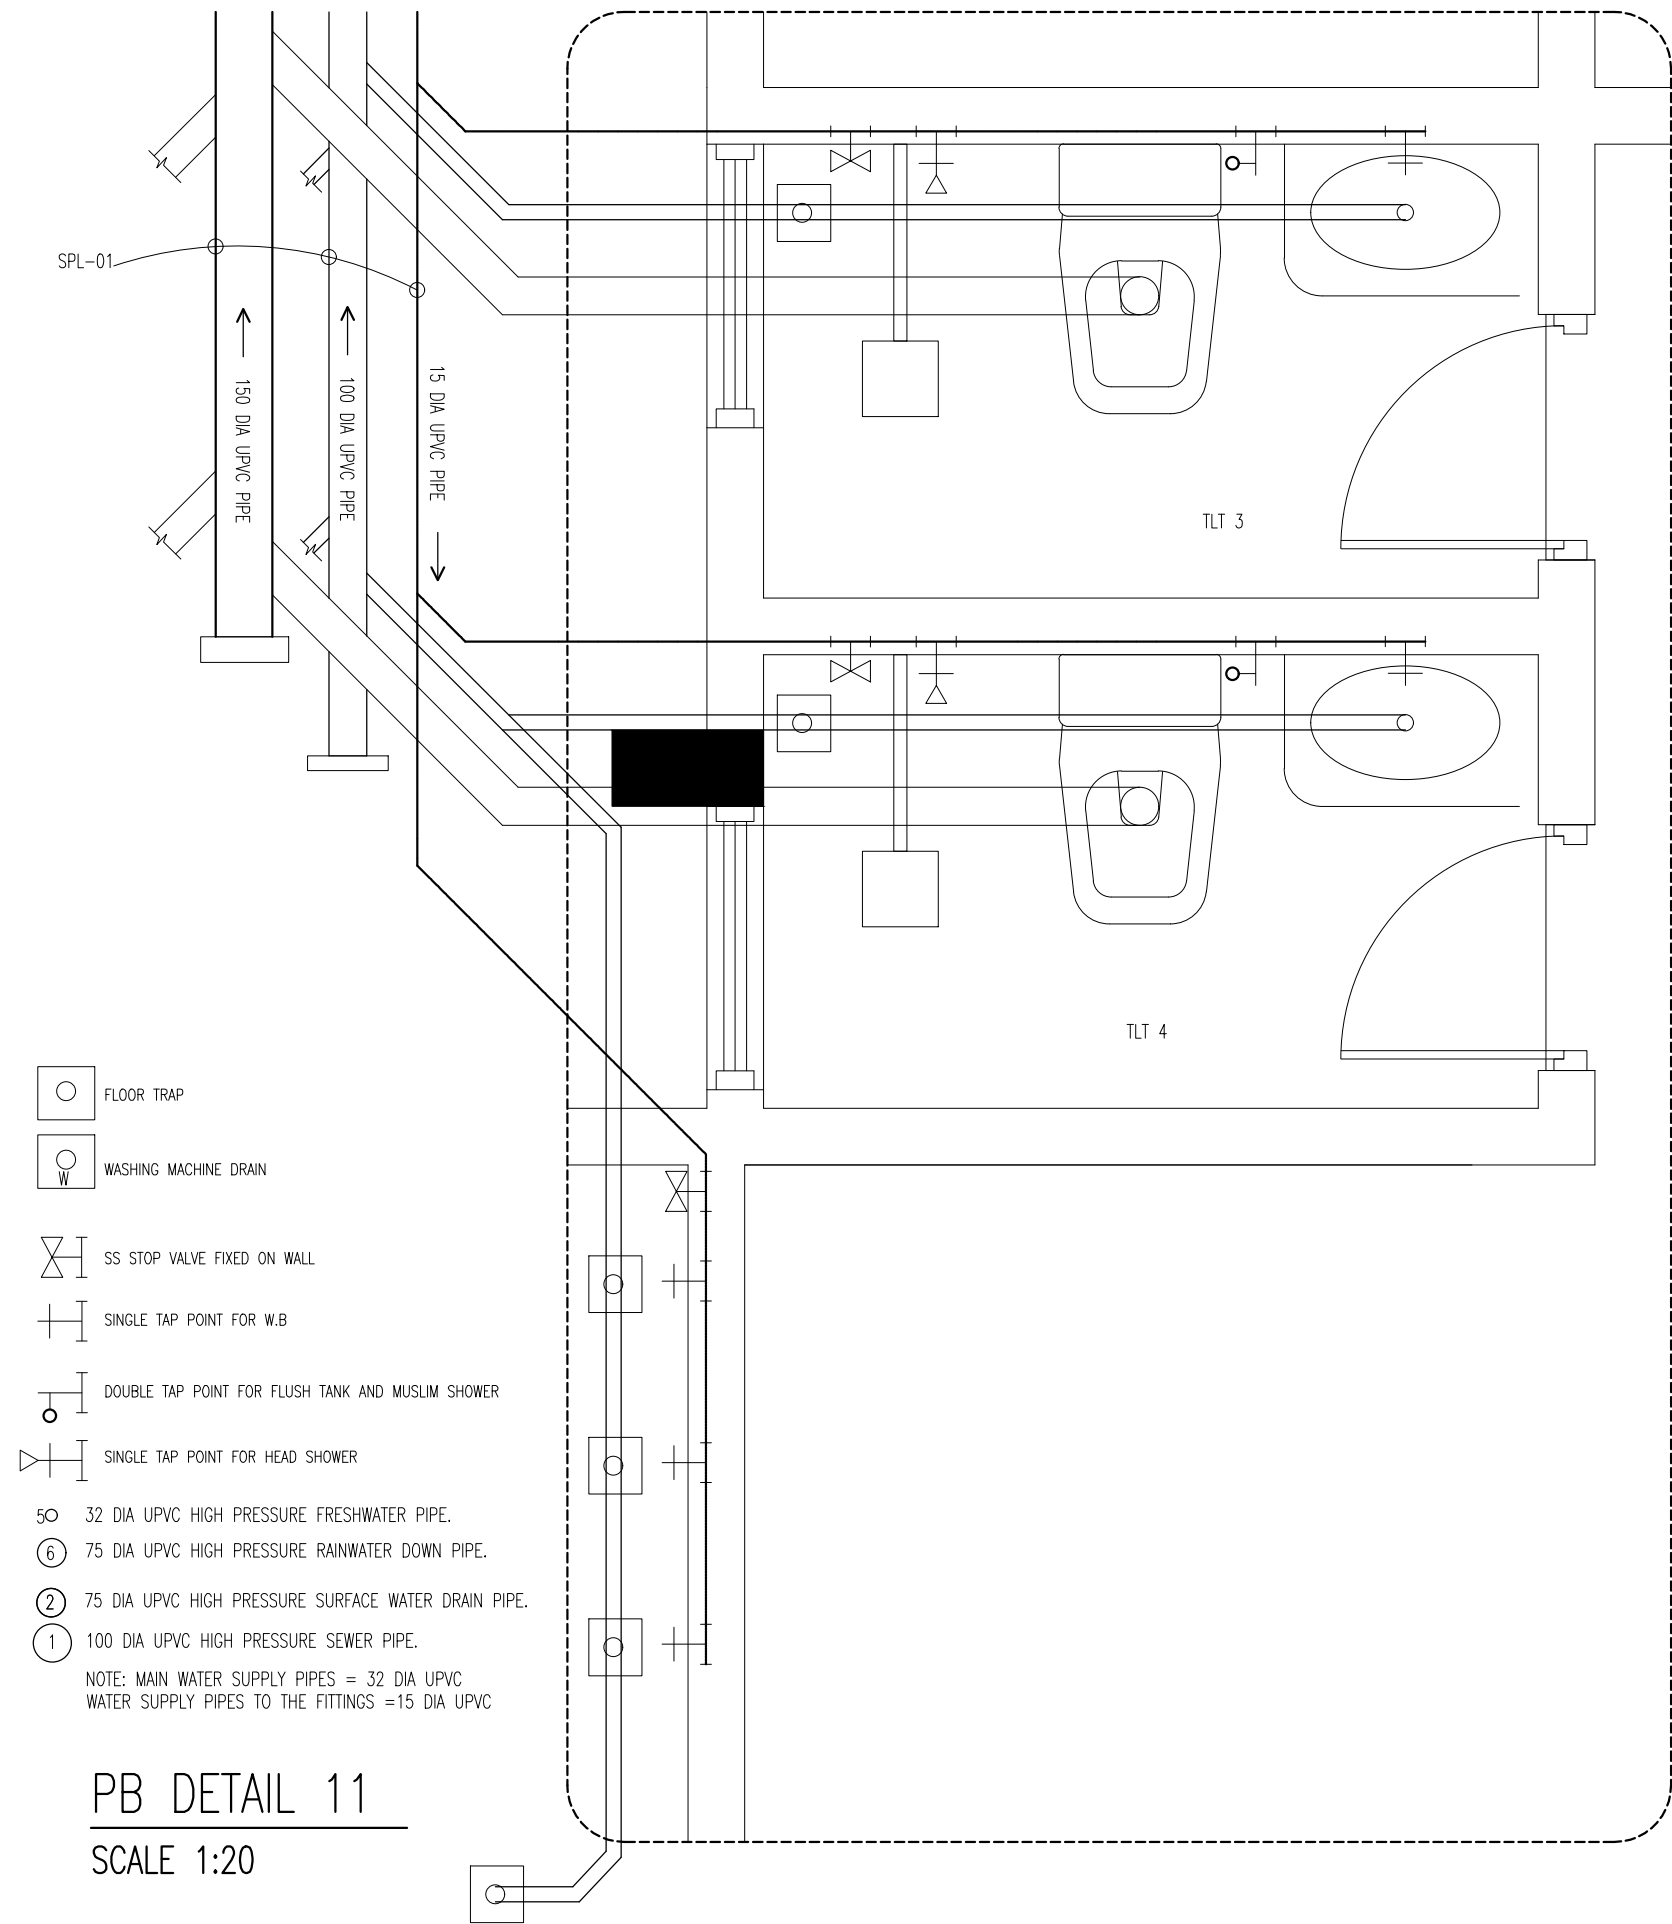 SPL-01
150 DIA UPVC PIPE
100 DIA UPVC PIPE
15 DIA UPVC PIPE
TLT 3
TLT 4
FLOOR TRAP
W
WASHING MACHINE DRAIN
SS STOP VALVE FIXED ON WALL
SINGLE TAP POINT FOR W.B
DOUBLE TAP POINT FOR FLUSH TANK AND MUSLIM SHOWER
SINGLE TAP POINT FOR HEAD SHOWER
5 32 DIA UPVC HIGH PRESSURE FRESHWATER PIPE.
6 75 DIA UPVC HIGH PRESSURE RAINWATER DOWN PIPE.
2 75 DIA UPVC HIGH PRESSURE SURFACE WATER DRAIN PIPE.
1 100 DIA UPVC HIGH PRESSURE SEWER PIPE.
NOTE: MAIN WATER SUPPLY PIPES = 32 DIA UPVC
WATER SUPPLY PIPES TO THE FITTINGS =15 DIA UPVC
PB DETAIL 11
SCALE 1:20